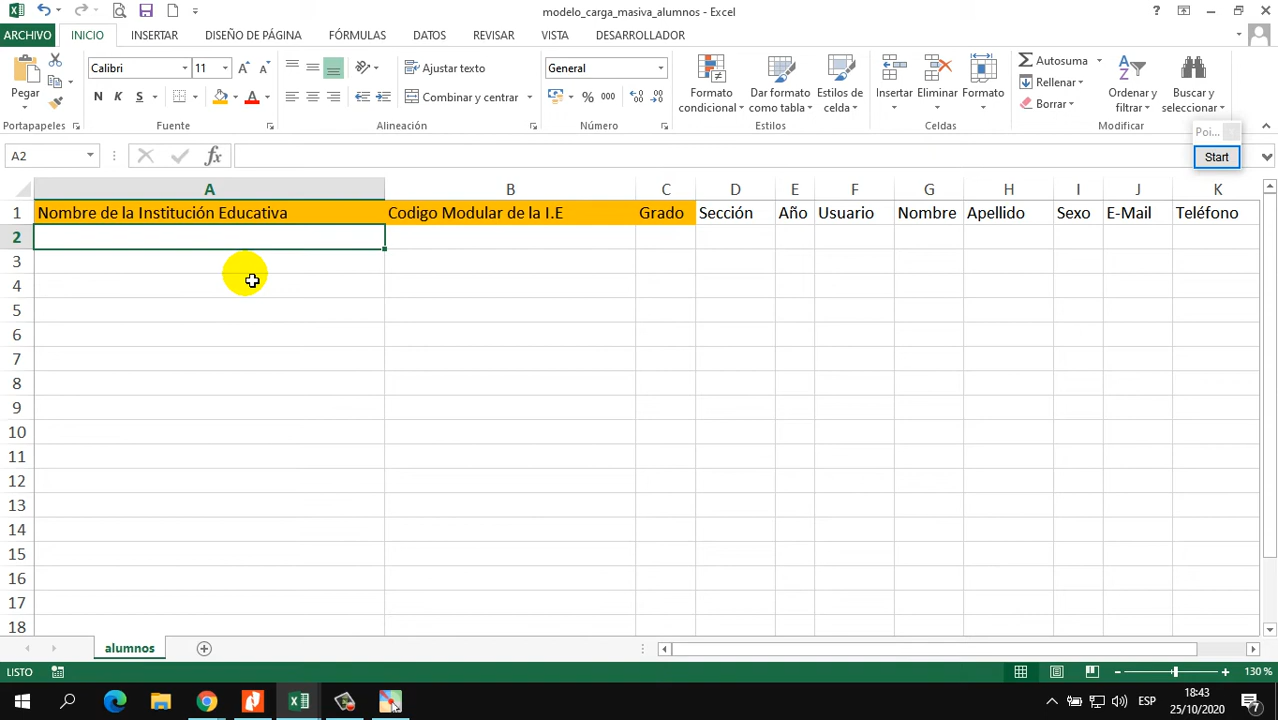 modelo_carga_masiva_alumnos - Excel
ARCHIVO INICIO INSERTAR DISEÑO DE PÁGINA FÓRMULAS DATOS REVISAR VISTA DESARROLLADOR
Pegar
Calibri 11
N K S
Ajustar texto
Combinar y centrar
General
% 000
Formato condicional
Dar formato como tabla
Estilos de celda
Insertar
Eliminar
Formato
Autosuma
Rellenar
Borrar
Ordenar y filtrar
Buscar y seleccionar
Portapapeles Fuente Alineación Número Estilos Celdas Modificar
Poi...
Start
A2 fx
A B C D E F G H I J K
1 Nombre de la Institución Educativa Codigo Modular de la I.E Grado Sección Año Usuario Nombre Apellido Sexo E-Mail Teléfono
2
3
4
5
6
7
8
9
10
11
12
13
14
15
16
17
18
alumnos
LISTO 130 %
ESP
18:43
25/10/2020
7